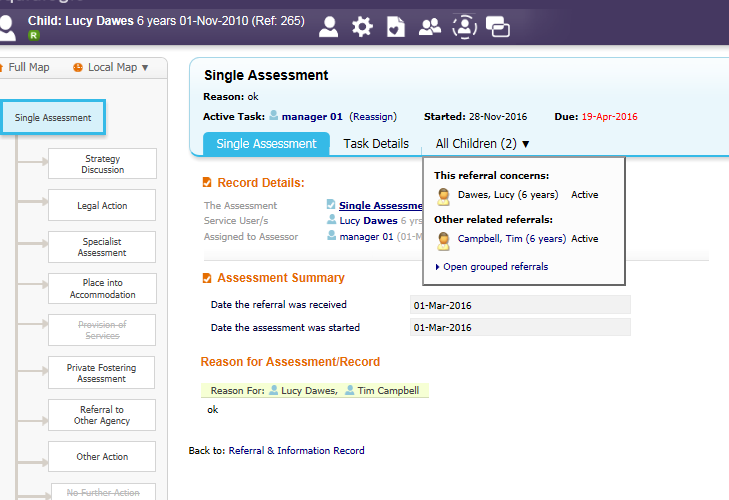 Child: Lucy Dawes 6 years 01-Nov-2010 (Ref: 265)
R
Full Map
Local Map ▼
Single Assessment
Strategy
Discussion
Legal Action
Specialist
Assessment
Place into
Accommodation
Provision of
Services
Private Fostering
Assessment
Referral to
Other Agency
Other Action
No Further Action
Single Assessment
Reason: ok
Active Task: manager 01 (Reassign) Started: 28-Nov-2016 Due: 19-Apr-2016
Single Assessment Task Details All Children (2) ▼
This referral concerns:
Dawes, Lucy (6 years) Active
Other related referrals:
Campbell, Tim (6 years) Active
Open grouped referrals
Record Details:
The Assessment Single Assessme
Service User/s Lucy Dawes 6 yrs
Assigned to Assessor manager 01 (01-M
Assessment Summary
Date the referral was received 01-Mar-2016
Date the assessment was started 01-Mar-2016
Reason for Assessment/Record
Reason For: Lucy Dawes, Tim Campbell
ok
Back to: Referral & Information Record